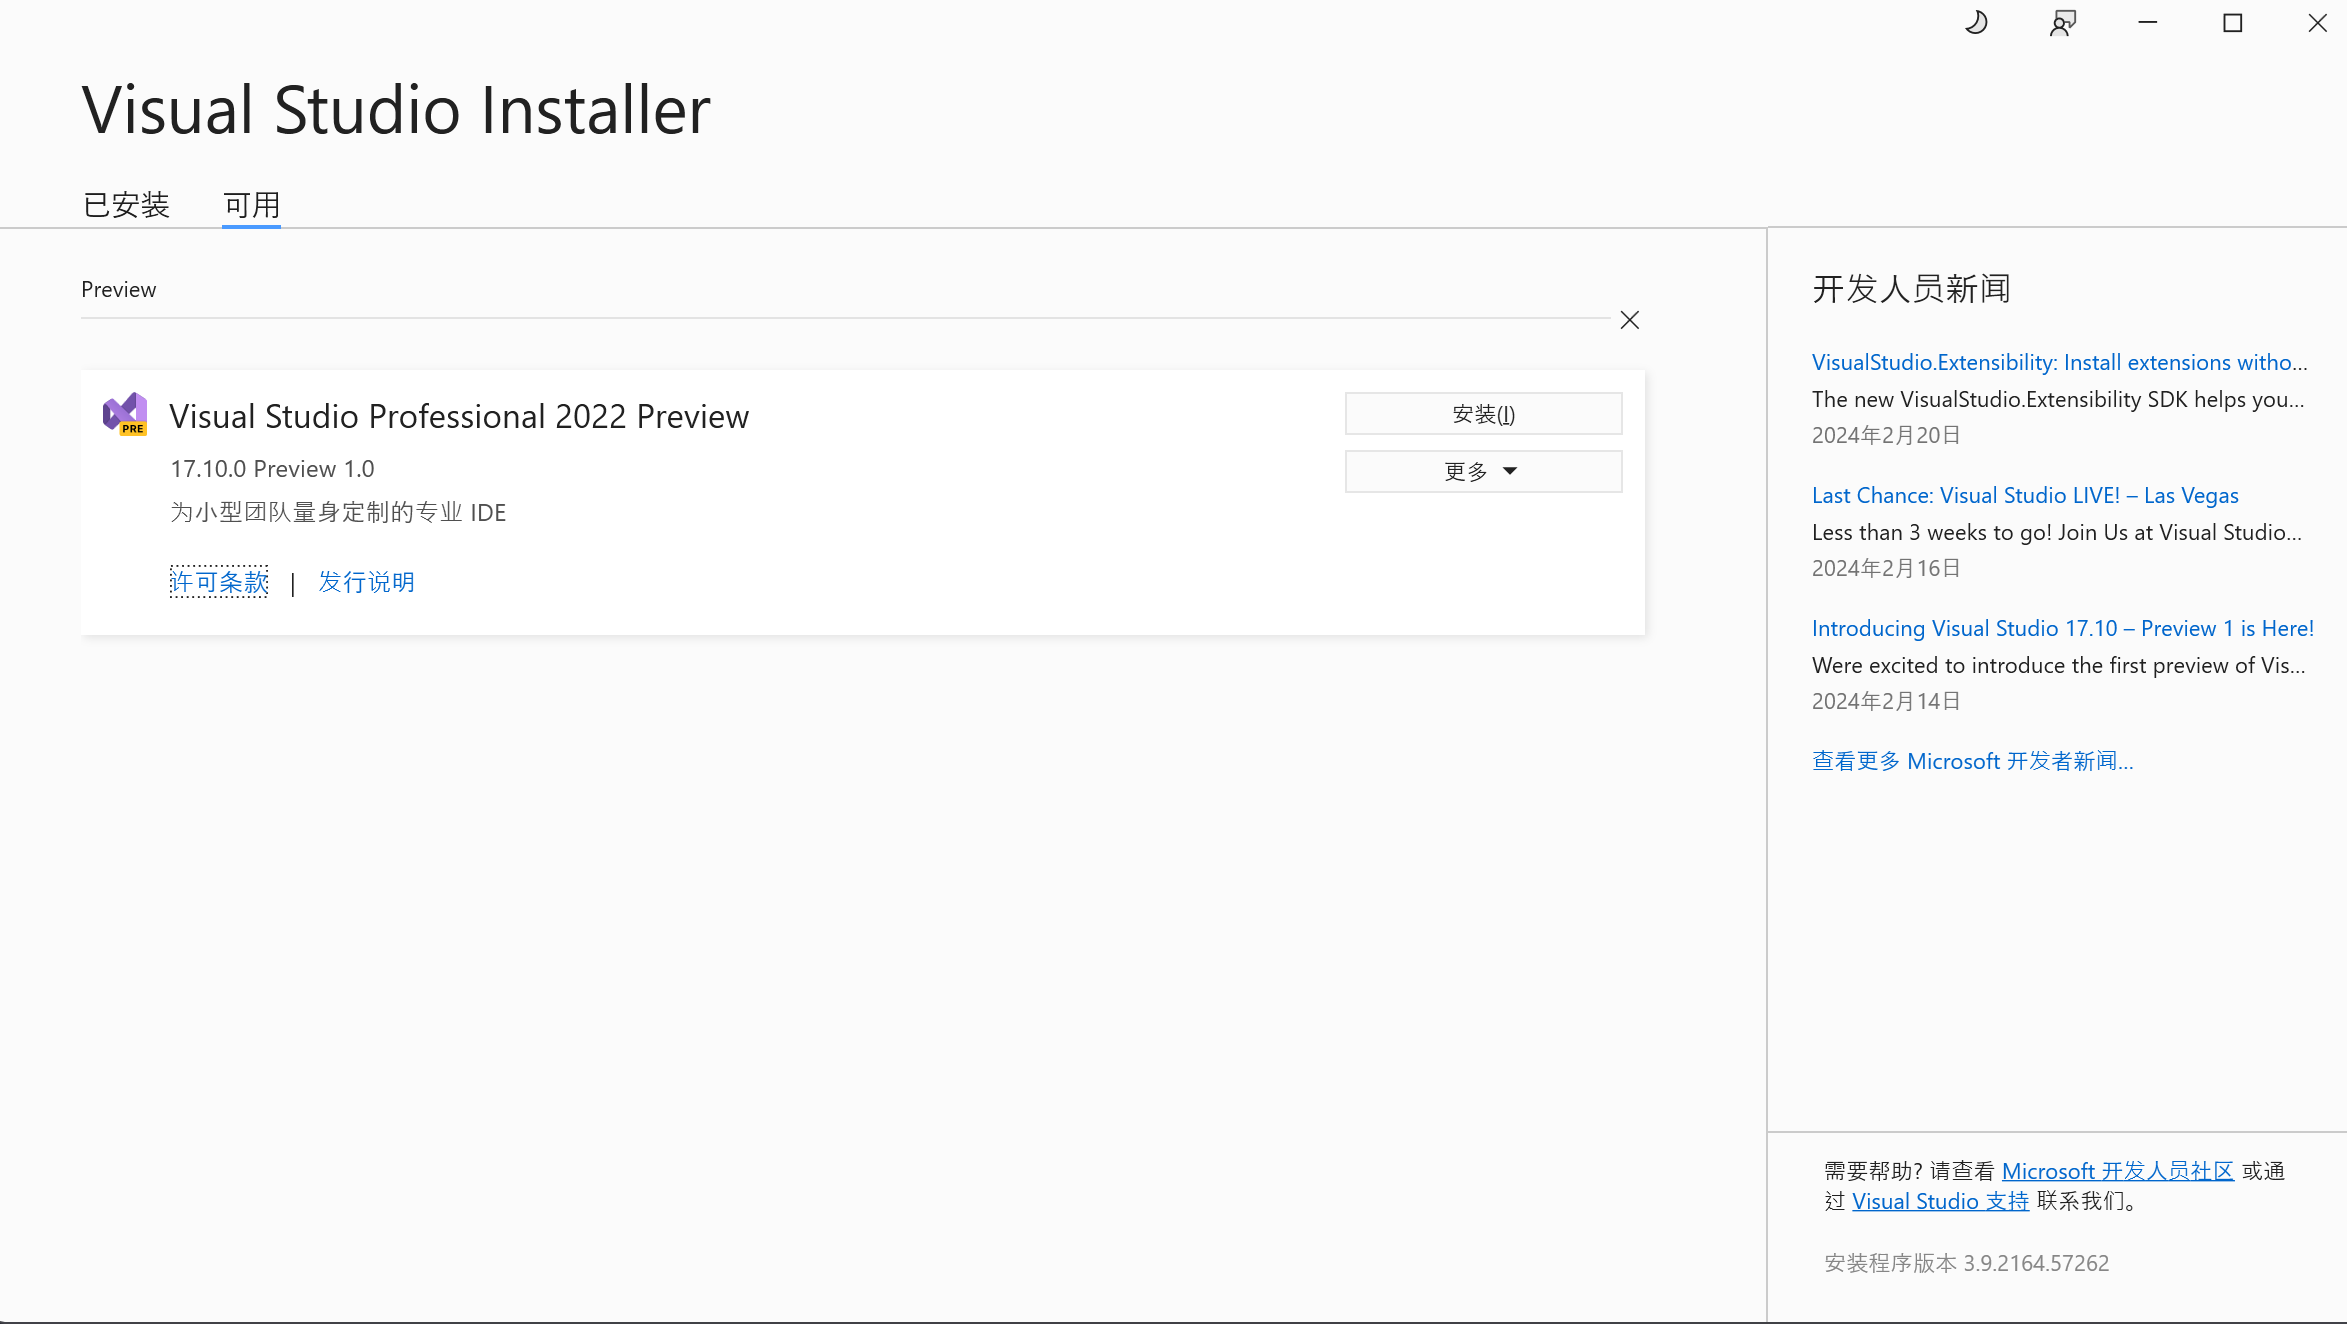 Visual Studio Installer
已安装 可用
Preview
PRE
Visual Studio Professional 2022 Preview
17.10.0 Preview 1.0
为小型团队量身定制的专业 IDE
许可条款 | 发行说明
安装(I)
更多
开发人员新闻
VisualStudio.Extensibility: Install extensions witho...
The new VisualStudio.Extensibility SDK helps you...
2024年2月20日
Last Chance: Visual Studio LIVE! – Las Vegas
Less than 3 weeks to go! Join Us at Visual Studio...
2024年2月16日
Introducing Visual Studio 17.10 – Preview 1 is Here!
Were excited to introduce the first preview of Vis...
2024年2月14日
查看更多 Microsoft 开发者新闻...
需要帮助? 请查看 Microsoft 开发人员社区 或通
过 Visual Studio 支持 联系我们。
安装程序版本 3.9.2164.57262